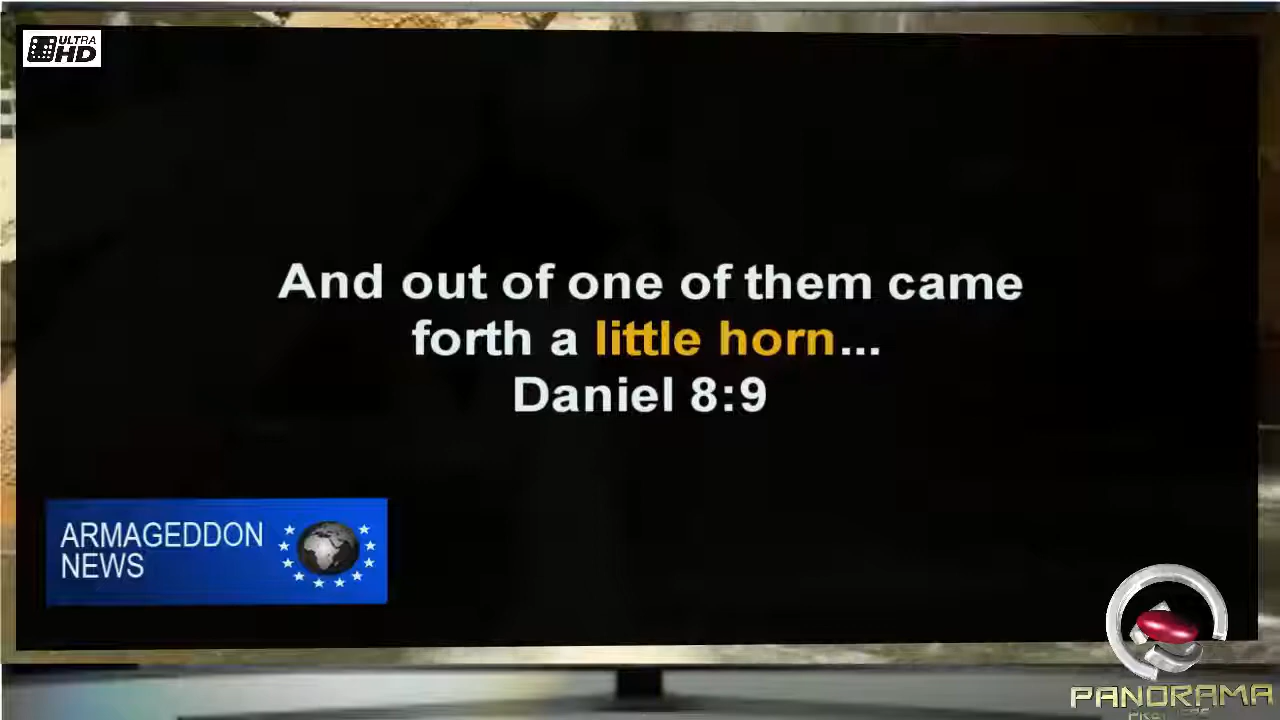 ULTRA
HD
And out of one of them came
forth a little horn...
Daniel 8:9
ARMAGEDDON
NEWS
PANORAMA